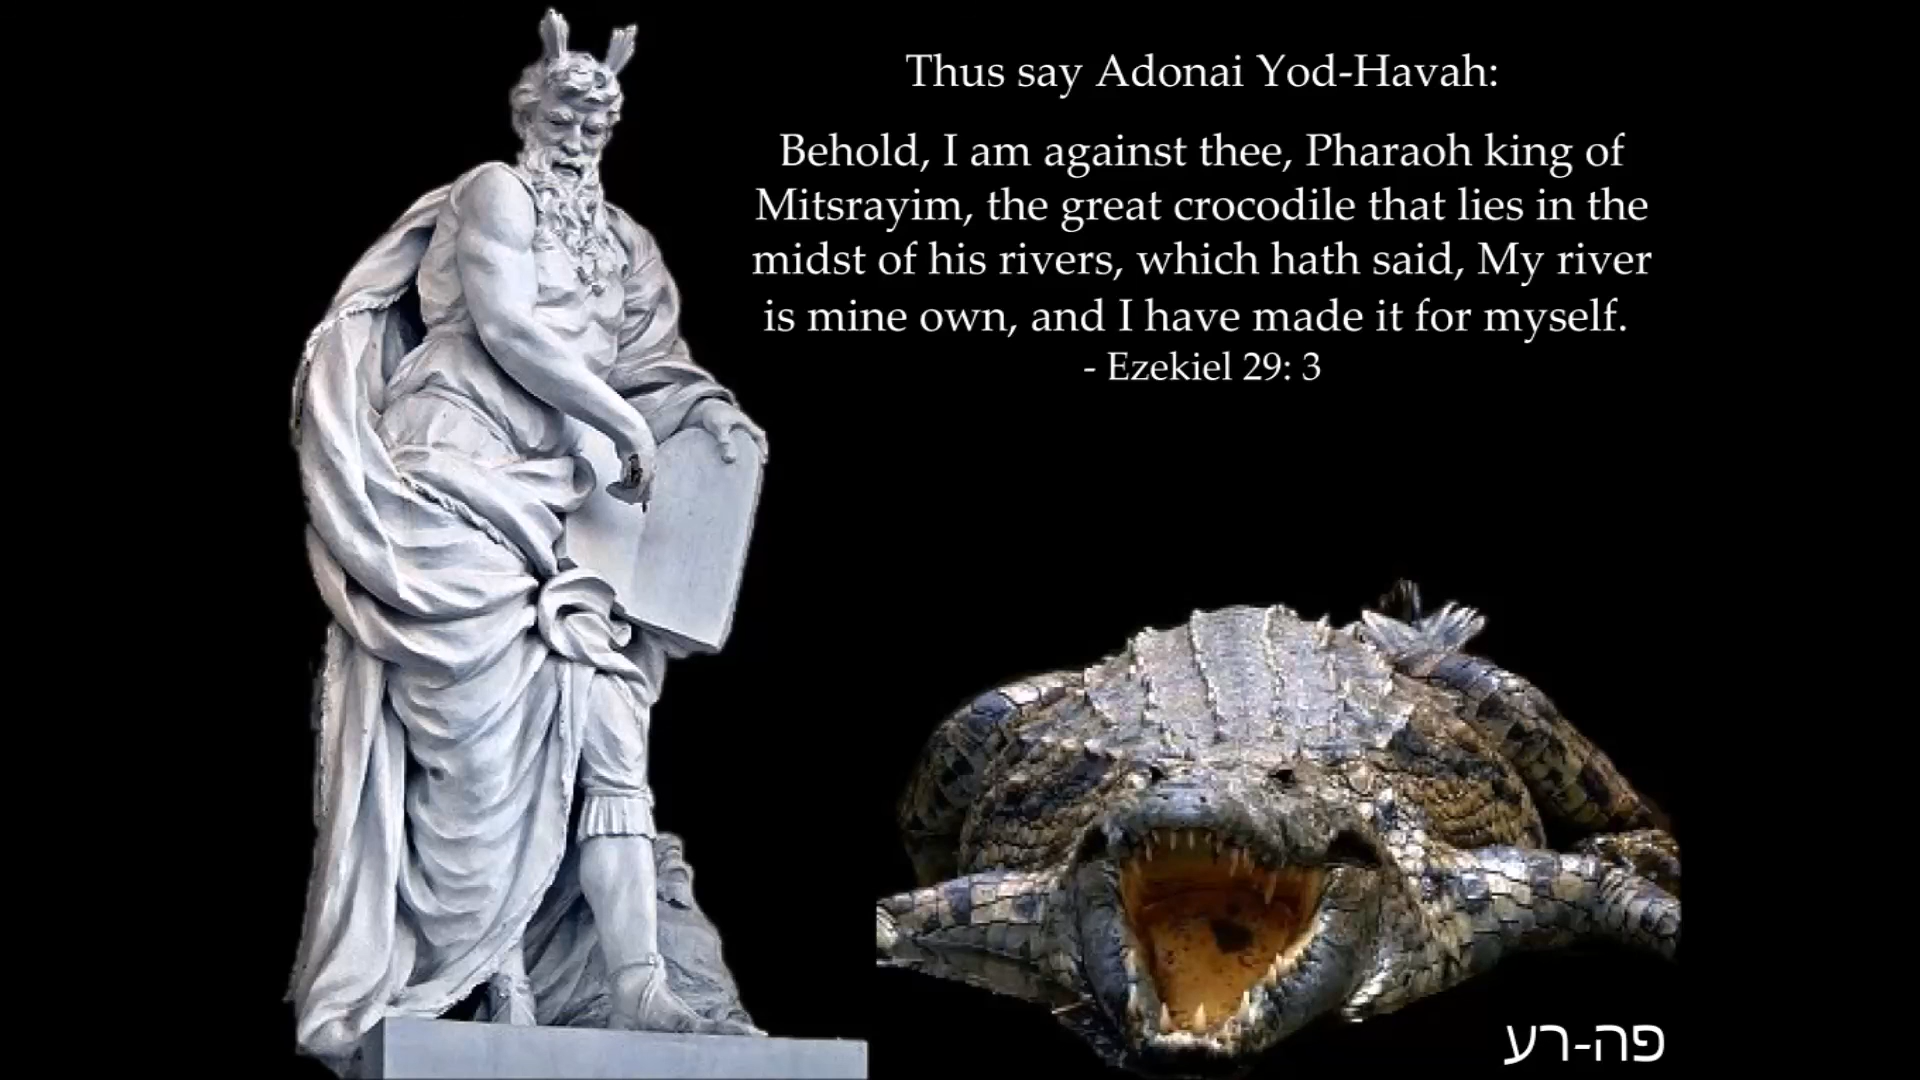 Thus say Adonai Yod-Havah:
Behold, I am against thee, Pharaoh king of
Mitsrayim, the great crocodile that lies in the
midst of his rivers, which hath said, My river
is mine own, and I have made it for myself.
- Ezekiel 29: 3
פה-רע